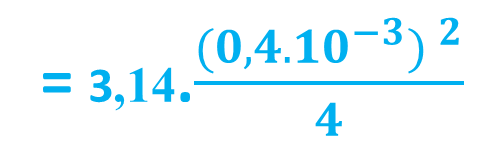 = 3,14. (0,4.10⁻³) ² / 4